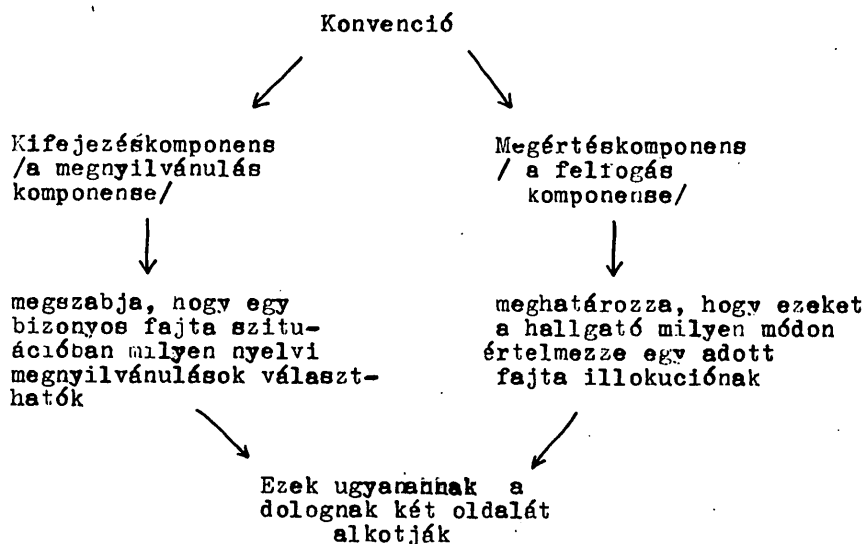 Konvenció
Kifejezéskomponens
/a megnyilvánulás
komponense/
Megértéskomponens
/ a felfogás
komponense/
megszabja, hogy egy
bizonyos fajta szitu-
ációban milyen nyelvi
megnyilvánulások választ-
hatók
meghatározza, hogy ezeket
a hallgató milyen módon
értelmezze egy adott
fajta illokuciónak
Ezek ugyanannak a
dolognak két oldalát
alkotják